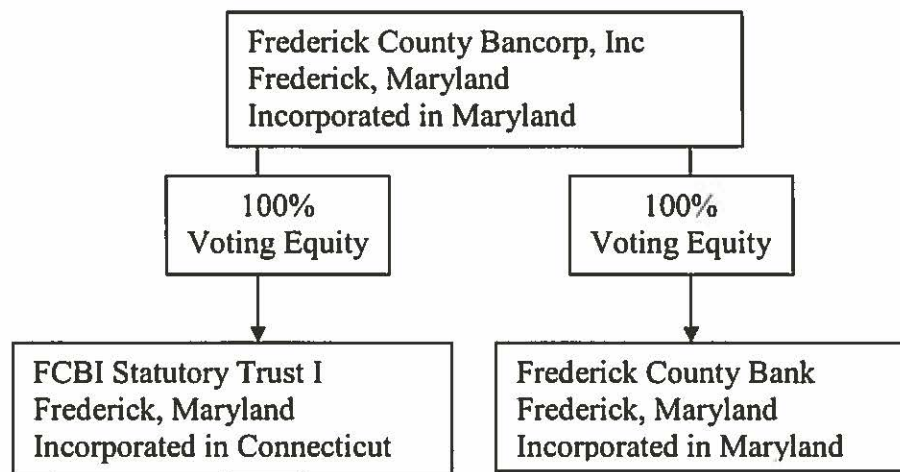 Frederick County Bancorp, Inc
Frederick, Maryland
Incorporated in Maryland
100%
Voting Equity
100%
Voting Equity
FCBI Statutory Trust I
Frederick, Maryland
Incorporated in Connecticut
Frederick County Bank
Frederick, Maryland
Incorporated in Maryland